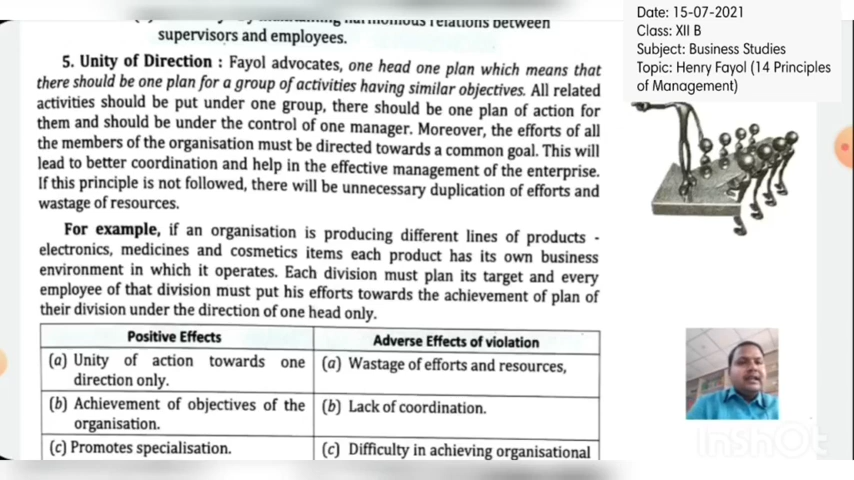 supervisors and employees.
5. Unity of Direction : Fayol advocates, one head one plan which means that
there should be one plan for a group of activities having similar objectives. All related
activities should be put under one group, there should be one plan of action for
them and should be under the control of one manager. Moreover, the efforts of all
the members of the organisation must be directed towards a common goal. This will
lead to better coordination and help in the effective management of the enterprise.
If this principle is not followed, there will be unnecessary duplication of efforts and
wastage of resources.
For example, if an organisation is producing different lines of products -
electronics, medicines and cosmetics items each product has its own business
environment in which it operates. Each division must plan its target and every
employee of that division must put his efforts towards the achievement of plan of
their division under the direction of one head only.
Positive Effects
(a) Unity of action towards one
direction only.
(b) Achievement of objectives of the
organisation.
(c) Promotes specialisation.
Adverse Effects of violation
(a) Wastage of efforts and resources,
(b) Lack of coordination.
(c) Difficulty in achieving organisational
Date: 15-07-2021
Class: XII B
Subject: Business Studies
Topic: Henry Fayol (14 Principles
of Management)
InshOt